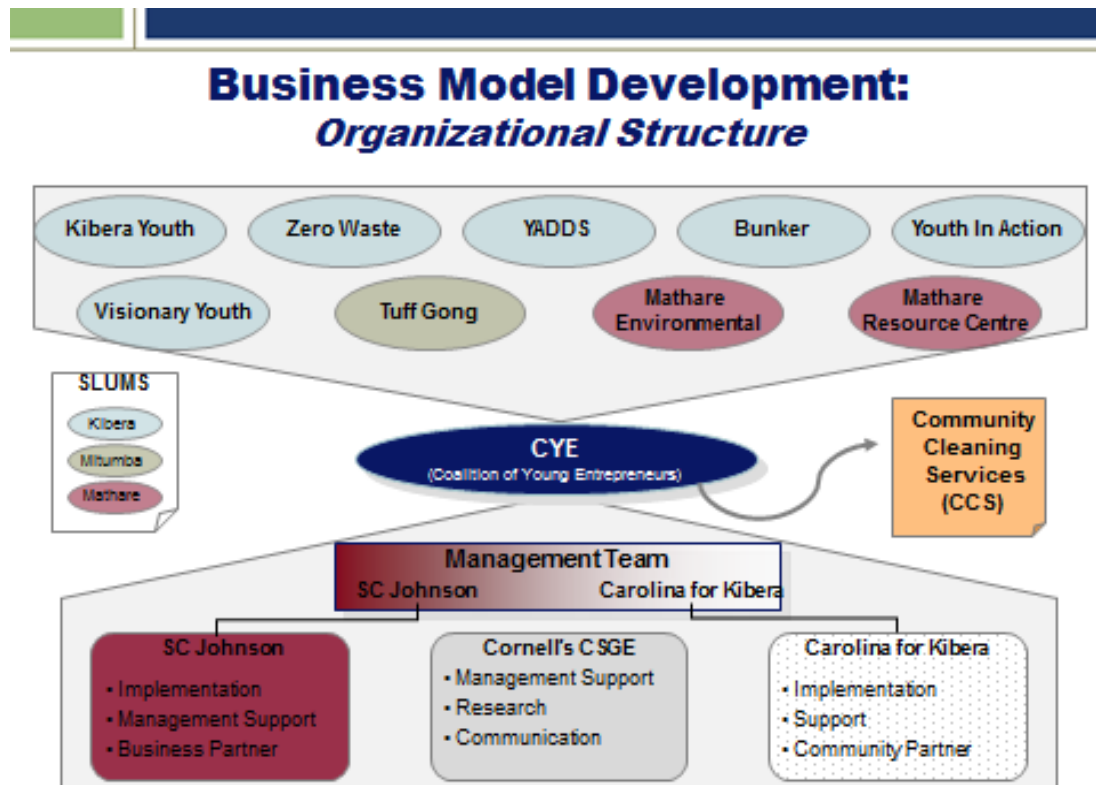 Business Model Development:
Organizational Structure
Kibera Youth
Zero Waste
YADDS
Bunker
Youth In Action
Visionary Youth
Tuff Gong
Mathare
Environmental
Mathare
Resource Centre
SLUMS
Kibera
Mitumba
Mathare
CYE
(Coalition of Young Entrepreneurs)
Community
Cleaning
Services
(CCS)
Management Team
SC Johnson
Carolina for Kibera
SC Johnson
• Implementation
• Management Support
• Business Partner
Cornell's CSGE
• Management Support
• Research
• Communication
Carolina for Kibera
• Implementation
• Support
• Community Partner